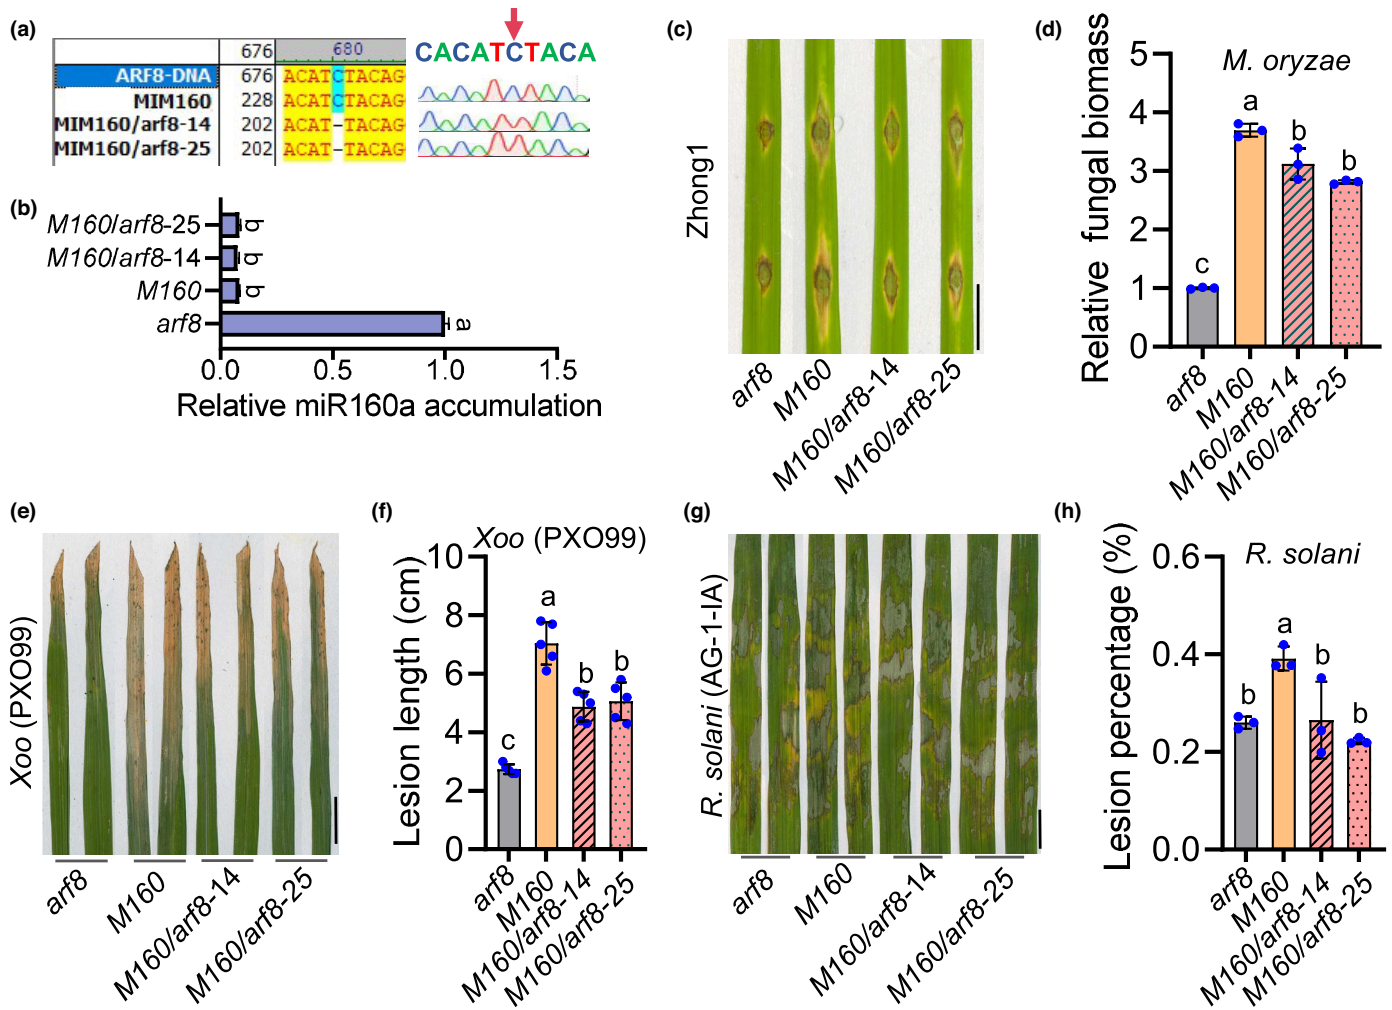 (a)
676 680
ARF8-DNA 676 ACATCTACAG
MIM160 228 ACATCTACAG
MIM160/arf8-14 202 ACAT-TACAG
MIM160/arf8-25 202 ACAT-TACAG
CACATCTACA
(b)
M160/arf8-25 b
M160/arf8-14 b
M160 b
arf8 a
0.0 0.5 1.0 1.5
Relative miR160a accumulation
(c)
Zhong1
arf8 M160 M160/arf8-14 M160/arf8-25
(d)
M. oryzae
Relative fungal biomass
5
4
3
2
1
0
c a b b
arf8 M160 M160/arf8-14 M160/arf8-25
(e)
Xoo (PXO99)
arf8 M160 M160/arf8-14 M160/arf8-25
(f)
Xoo (PXO99)
Lesion length (cm)
10
8
6
4
2
0
c a b b
arf8 M160 M160/arf8-14 M160/arf8-25
(g)
R. solani (AG-1-IA)
arf8 M160 M160/arf8-14 M160/arf8-25
(h)
R. solani
Lesion percentage (%)
0.6
0.4
0.2
0.0
b a b b
arf8 M160 M160/arf8-14 M160/arf8-25